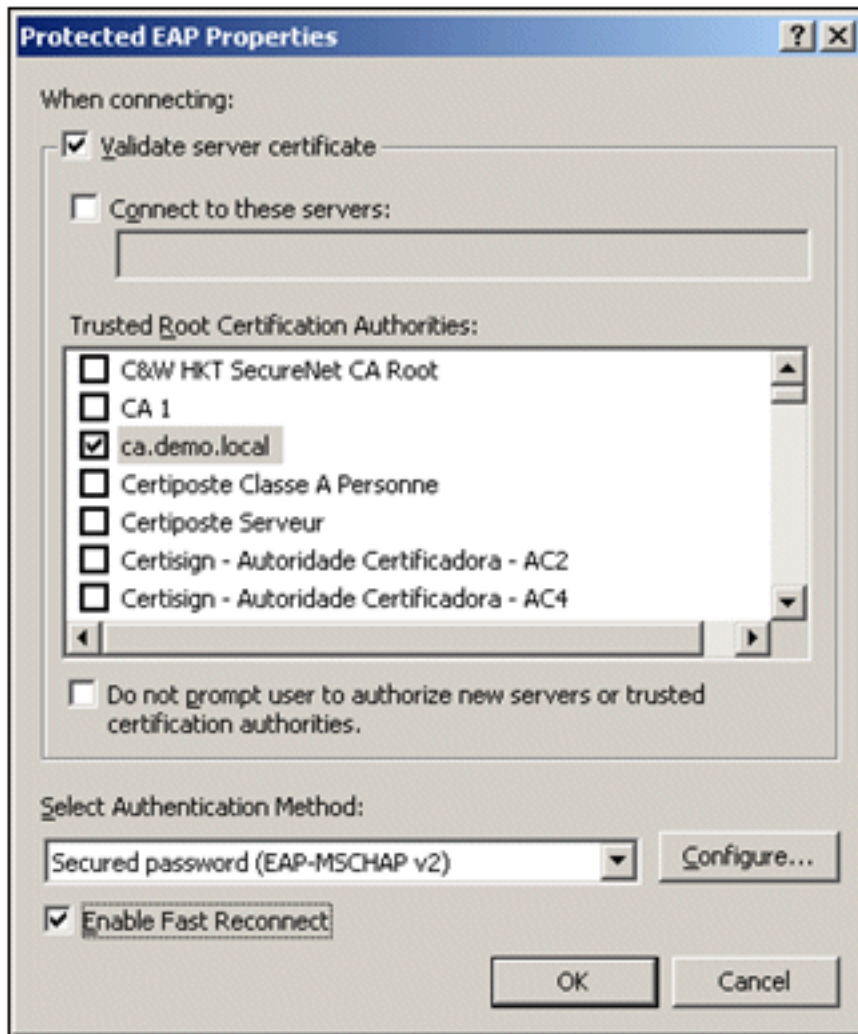 Protected EAP Properties
When connecting:
Validate server certificate
Connect to these servers:
Trusted Root Certification Authorities:
C&W HKT SecureNet CA Root
CA 1
ca.demo.local
Certiposte Classe A Personne
Certiposte Serveur
Certisign - Autoridade Certificadora - AC2
Certisign - Autoridade Certificadora - AC4
Do not prompt user to authorize new servers or trusted
certification authorities.
Select Authentication Method:
Secured password (EAP-MSCHAP v2)
Configure...
Enable Fast Reconnect
OK
Cancel